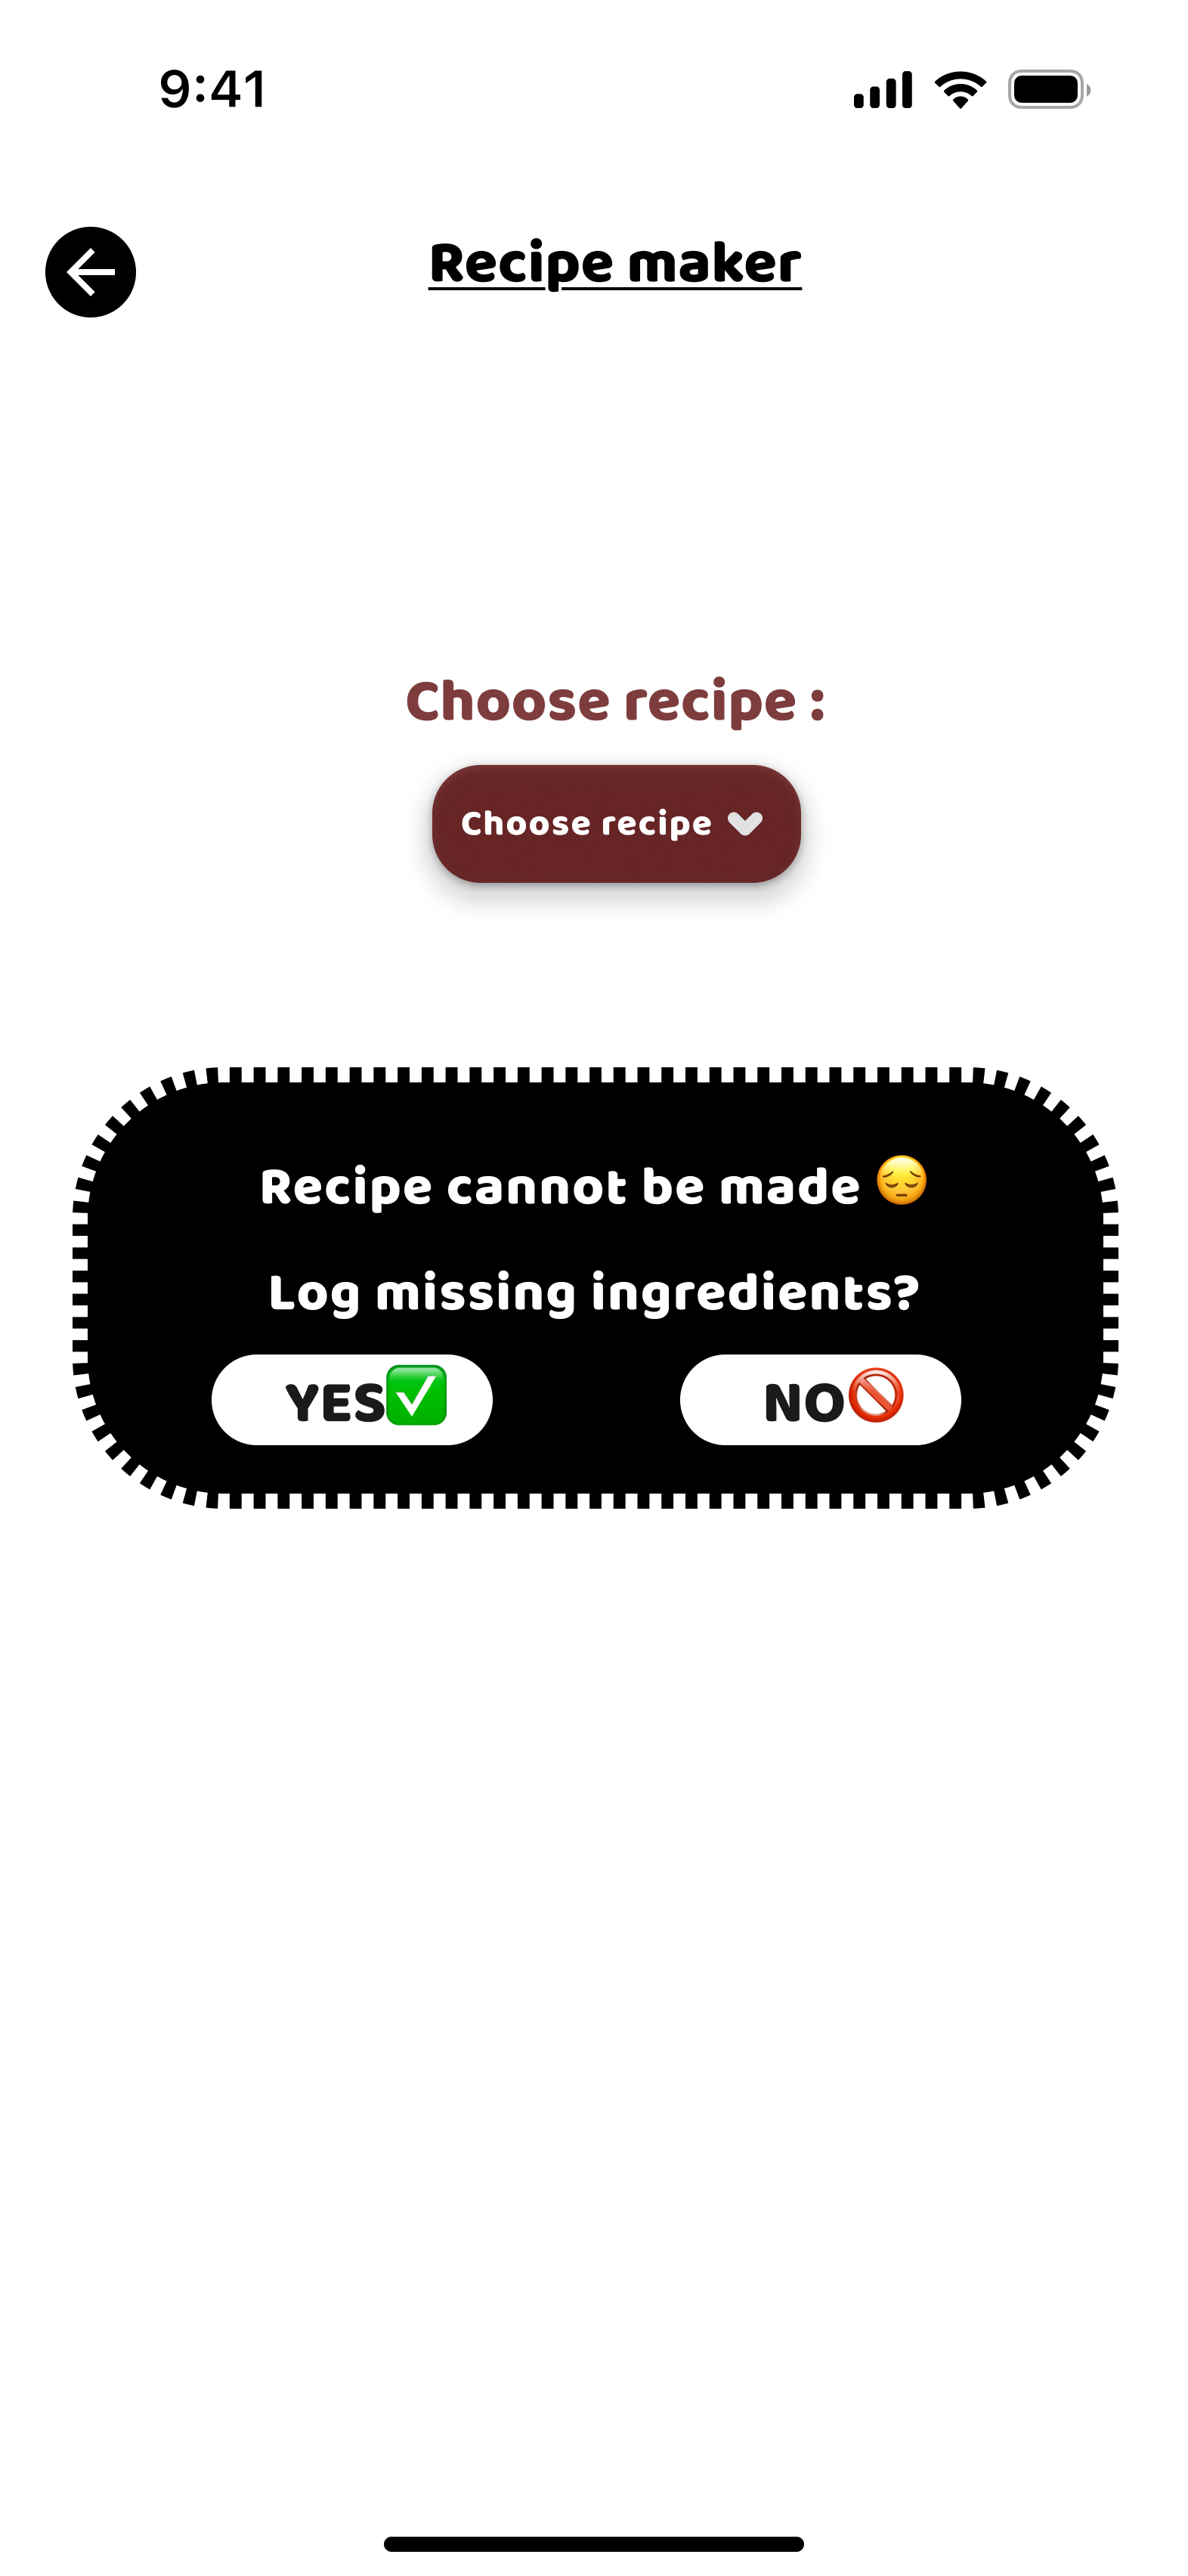 9:41
Recipe maker
Choose recipe :
Choose recipe
Recipe cannot be made 😔
Log missing ingredients?
YES✅
NO🚫